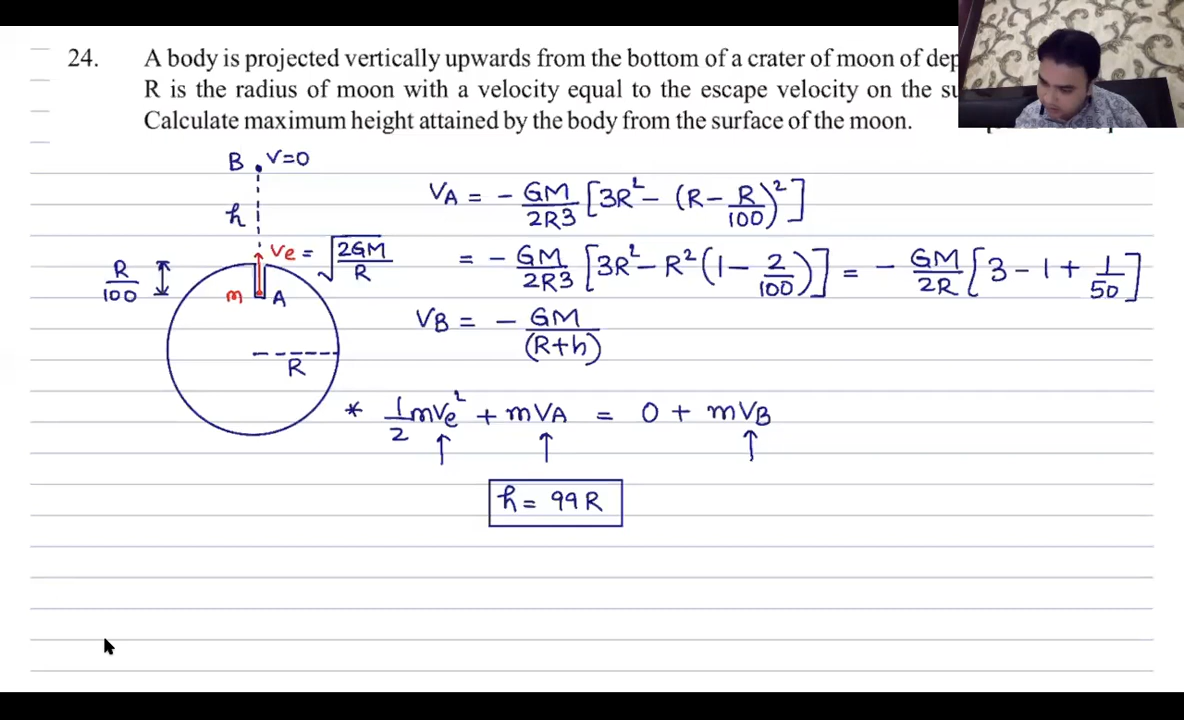 24. A body is projected vertically upwards from the bottom of a crater of moon of
R is the radius of moon with a velocity equal to the escape velocity on the
Calculate maximum height attained by the body from the surface of the moon.
B V=0
h
Ve = √(2GM/R)
R/100
m A
R
VA = - GM/2R3 [3R² - (R - R/100)²]
= - GM/2R3 [3R² - R² (1 - 2/100)] = - GM/2R [3 - 1 + 1/50]
VB = - GM/(R+h)
* 1/2 mVe² + mVA = 0 + mVB
h = 99R